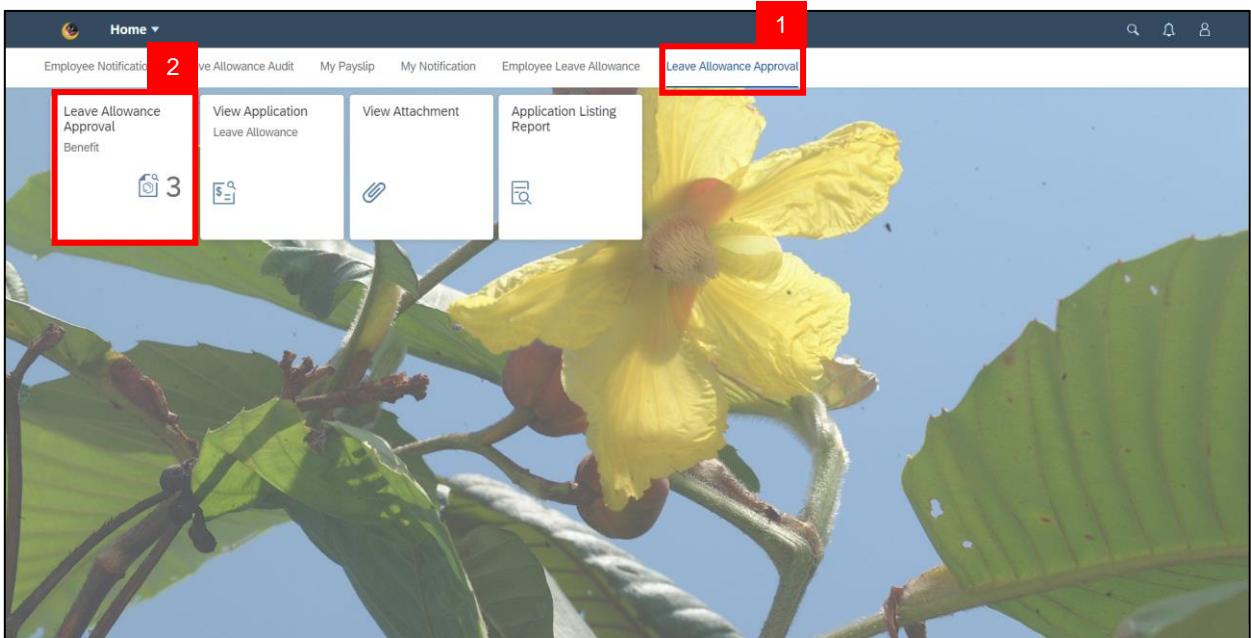 1
Home
2
Employee Notificatio
ve Allowance Audit
My Payslip
My Notification
Employee Leave Allowance
Leave Allowance Approval
Leave Allowance
Approval
Benefit
3
View Application
Leave Allowance
View Attachment
Application Listing
Report